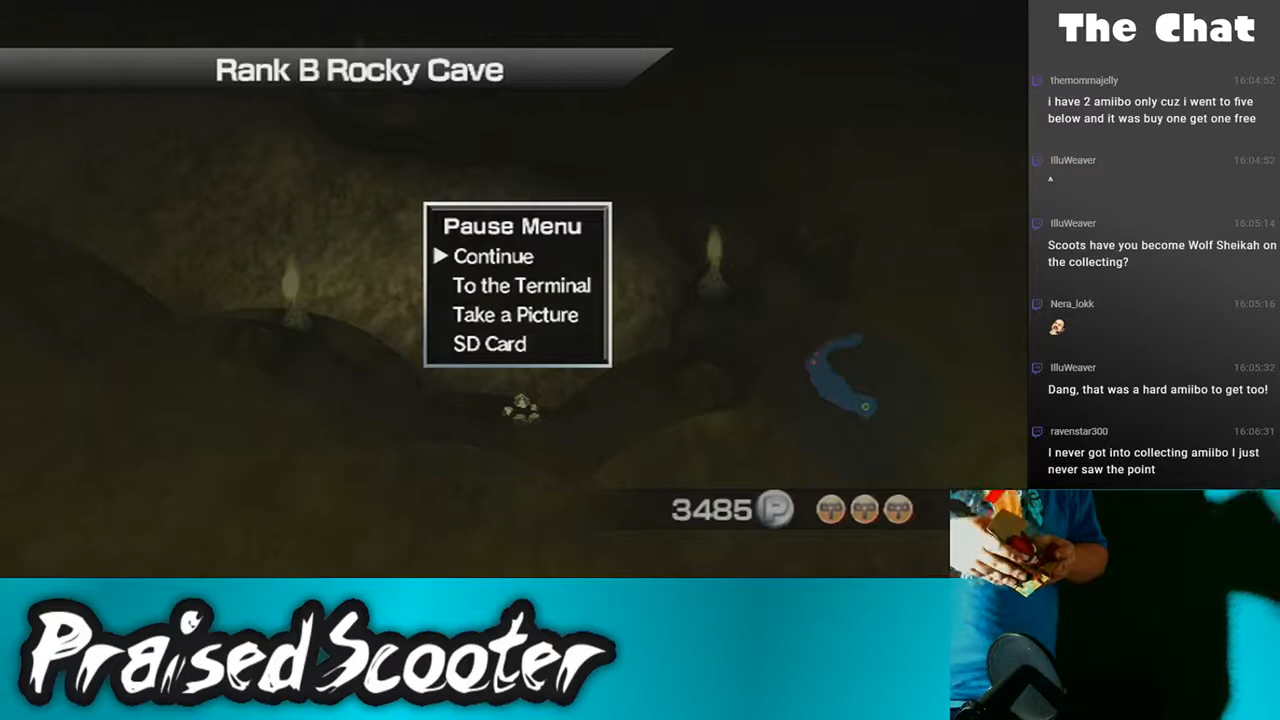 Rank B Rocky Cave
Pause Menu
Continue
To the Terminal
Take a Picture
SD Card
3485 P
PraisedScooter
The Chat
themommajelly 16:04:52
i have 2 amiibo only cuz i went to five
below and it was buy one get one free
IlluWeaver 16:04:52
^
IlluWeaver 16:05:14
Scoots have you become Wolf Sheikah on
the collecting?
Nera_lokk 16:05:16
IlluWeaver 16:05:32
Dang, that was a hard amiibo to get too!
ravenstar300 16:06:31
I never got into collecting amiibo I just
never saw the point